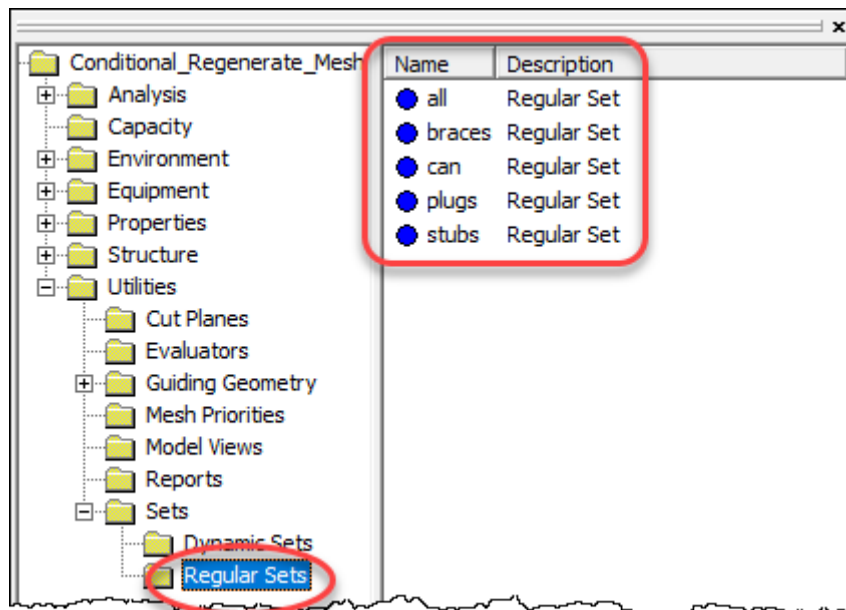 Conditional_Regenerate_Mesh
Analysis
Capacity
Environment
Equipment
Properties
Structure
Utilities
Cut Planes
Evaluators
Guiding Geometry
Mesh Priorities
Model Views
Reports
Sets
Dynamic Sets
Regular Sets
Name Description
all Regular Set
braces Regular Set
can Regular Set
plugs Regular Set
stubs Regular Set